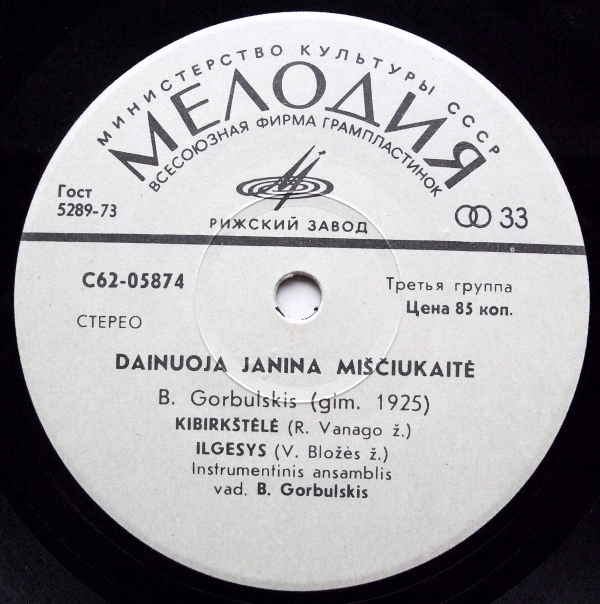 МИНИСТЕРСТВО КУЛЬТУРЫ СССР
МЕЛОДИЯ
ВСЕСОЮЗНАЯ ФИРМА ГРАМПЛАСТИНОК
РИЖСКИЙ ЗАВОД
Гост
5289-73
33
С62-05874
СТЕРЕО
Третья группа
Цена 85 коп.
DAINUOJA JANINA MIŠČIUKAITĖ
B. Gorbulskis (gim. 1925)
KIBIRKŠTĖLĖ (R. Vanago ž.)
ILGESYS (V. Bložės ž.)
Instrumentinis ansamblis
vad. B. Gorbulskis